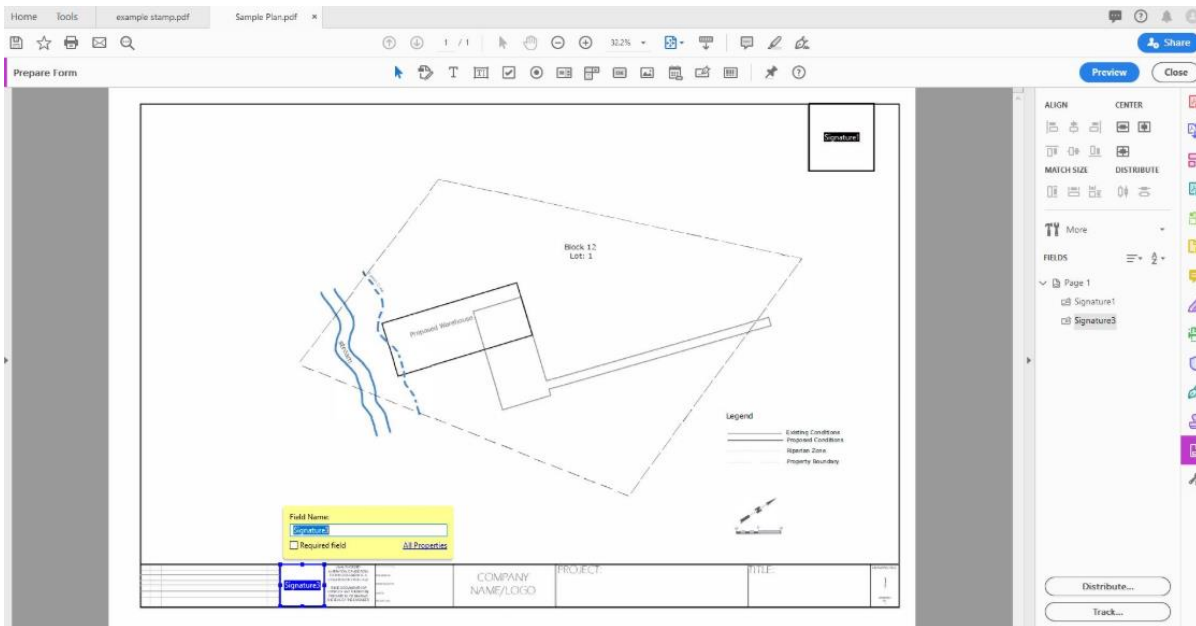 Home Tools example stamp.pdf Sample Plan.pdf ×
1 / 1 32.2%
Share
Prepare Form
Preview Close
ALIGN CENTER
MATCH SIZE DISTRIBUTE
More
FIELDS
Page 1
Signature1
Signature3
Distribute...
Track...
Signature1
Block 12
Lot: 1
Proposed Warehouse
stream
Legend
Existing Conditions
Proposed Conditions
Riparian Zone
Property Boundary
Field Name:
Signature3
Required field All Properties
Signature3
COMPANY
NAME/LOGO
PROJECT:
TITLE: